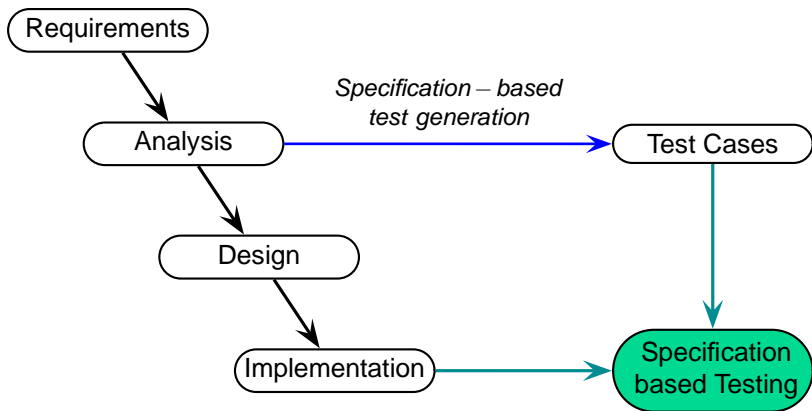 Requirements
Specification – based
test generation
Analysis
Test Cases
Design
Implementation
Specification
based Testing